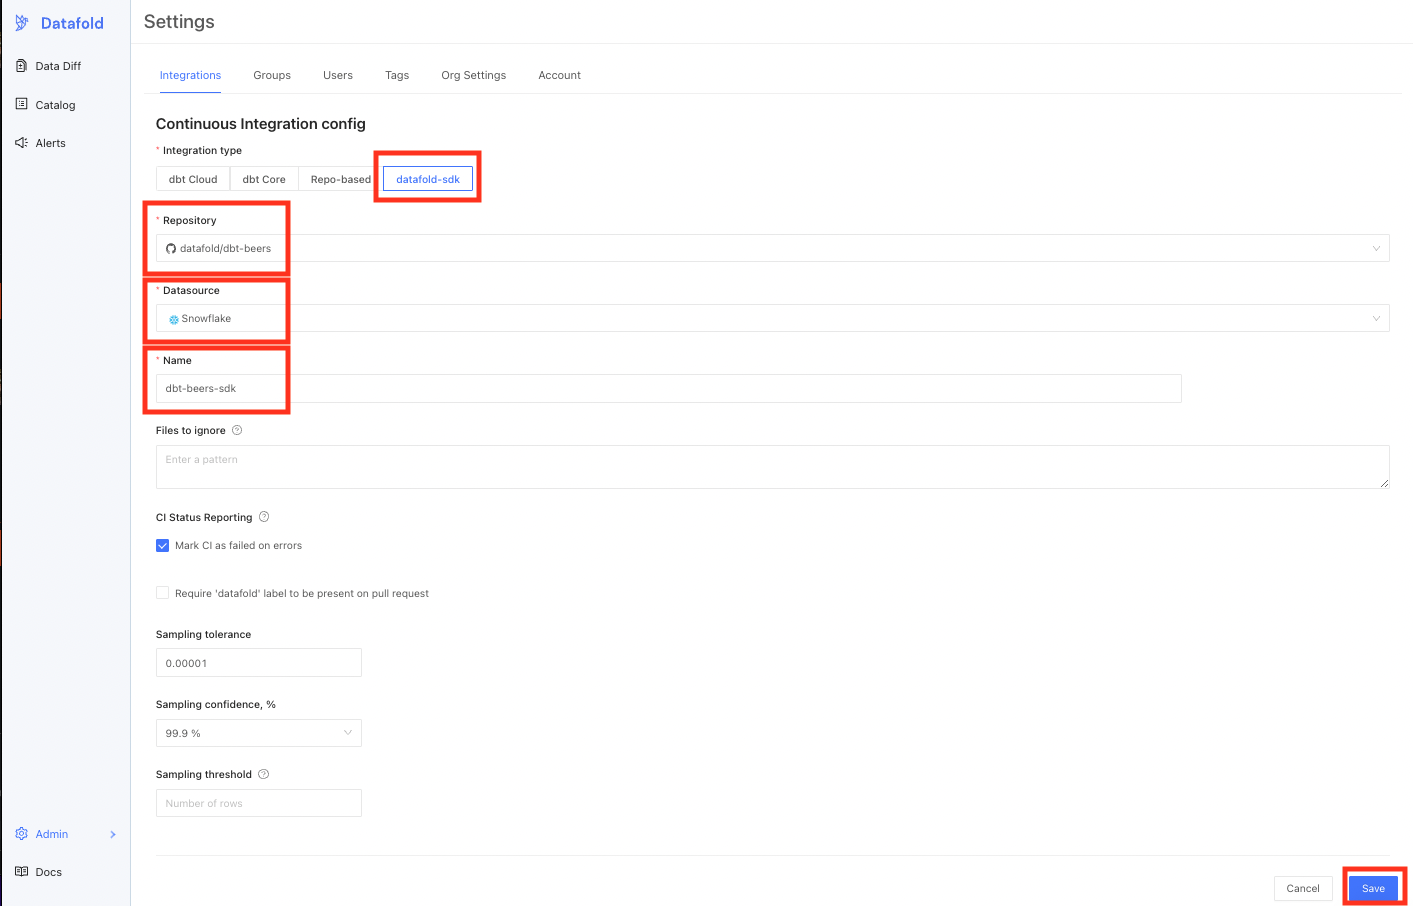 Datafold
Data Diff
Catalog
Alerts
Admin
Docs
Settings
Integrations Groups Users Tags Org Settings Account
Continuous Integration config
* Integration type
dbt Cloud dbt Core Repo-based datafold-sdk
* Repository
datafold/dbt-beers
* Datasource
Snowflake
* Name
dbt-beers-sdk
Files to ignore
Enter a pattern
CI Status Reporting
Mark CI as failed on errors
Require 'datafold' label to be present on pull request
Sampling tolerance
0.00001
Sampling confidence, %
99.9 %
Sampling threshold
Number of rows
Cancel Save